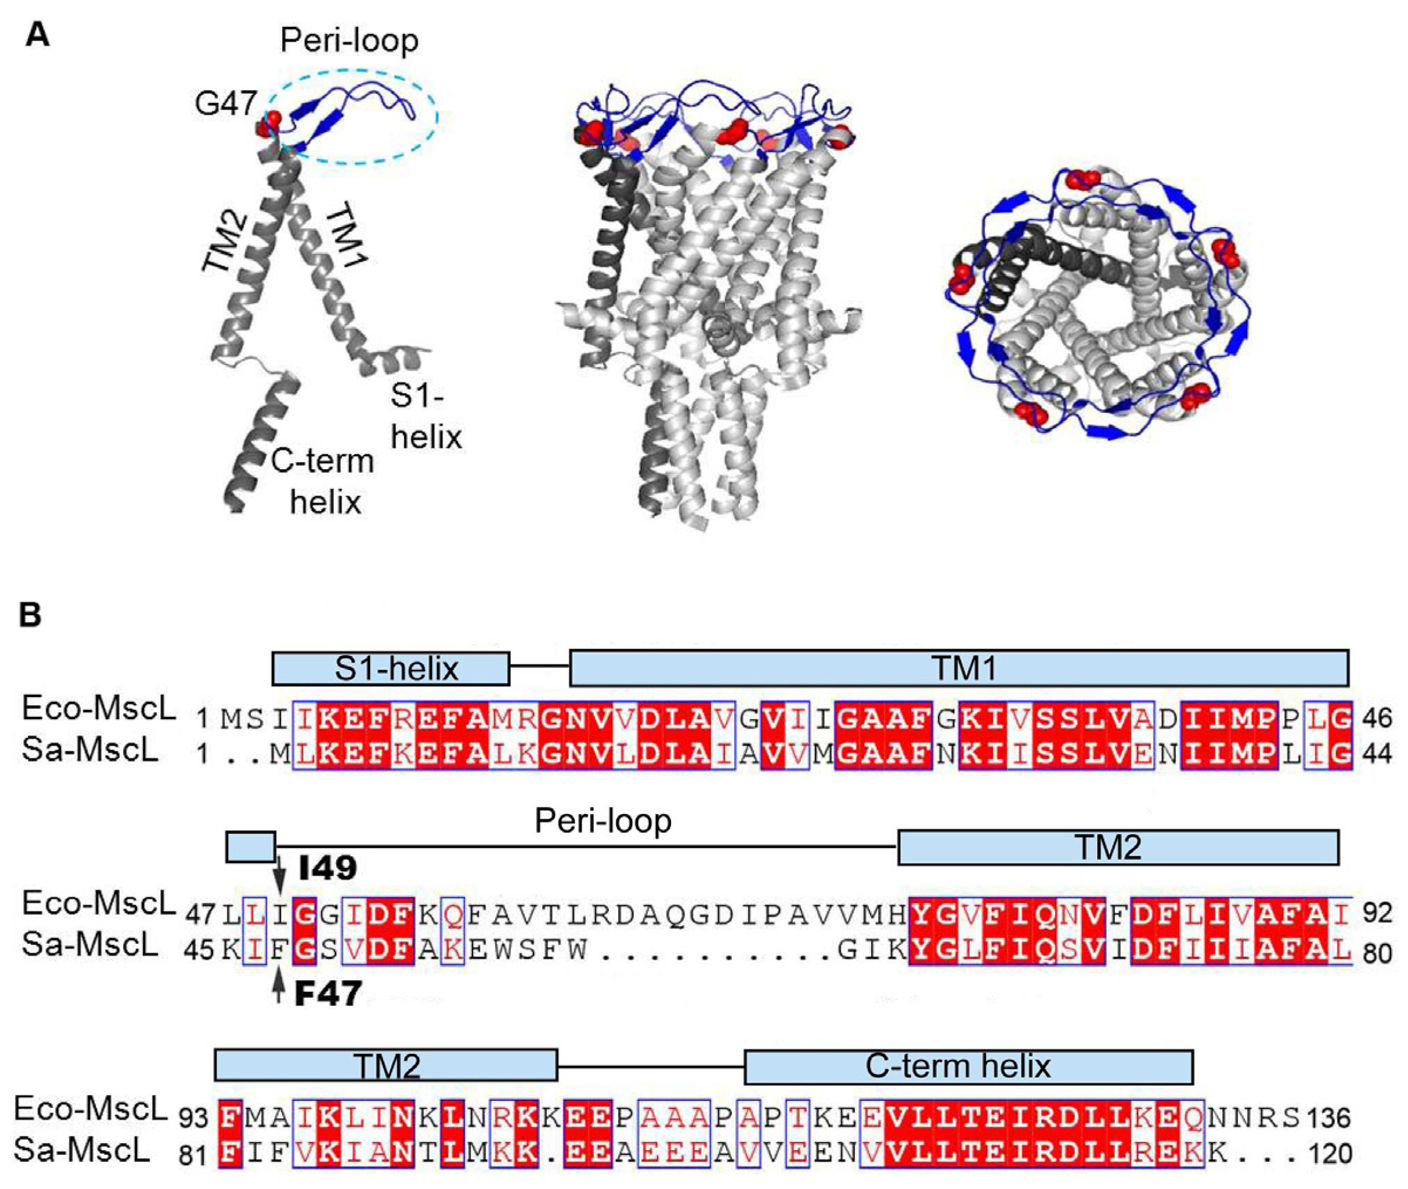 A
Peri-loop
G47
TM2
TM1
S1-
helix
C-term
helix
B
S1-helix
TM1
Eco-MscL 1 MSIIKEFREFAMRGNVVDLAVGVIIGAAFGKIVSSLVADIIMPPLG 46
Sa-MscL 1 ..MLKEFKEFALKGNVLDLAIAVVMGAAFNKIISSLVENIIMPLIG 44
Peri-loop
TM2
I49
Eco-MscL 47 LLIGGIDFKQFAVTLRDAQGDIPAVVMHYGVFIQNVFDFLIVAFAI 92
Sa-MscL 45 KIFGSVDFAKEWSFW..........GIKYGLFIQSVIDFIIIAFAL 80
F47
TM2
C-term helix
Eco-MscL 93 FMAIKLINKLNRKKEEPAAAPAPTKEEVLLTEIRDLLKEQNNRS 136
Sa-MscL 81 FIFVKIANTLMKK.EEAEEEAVVEENVVLLTEIRDLLREKK... 120